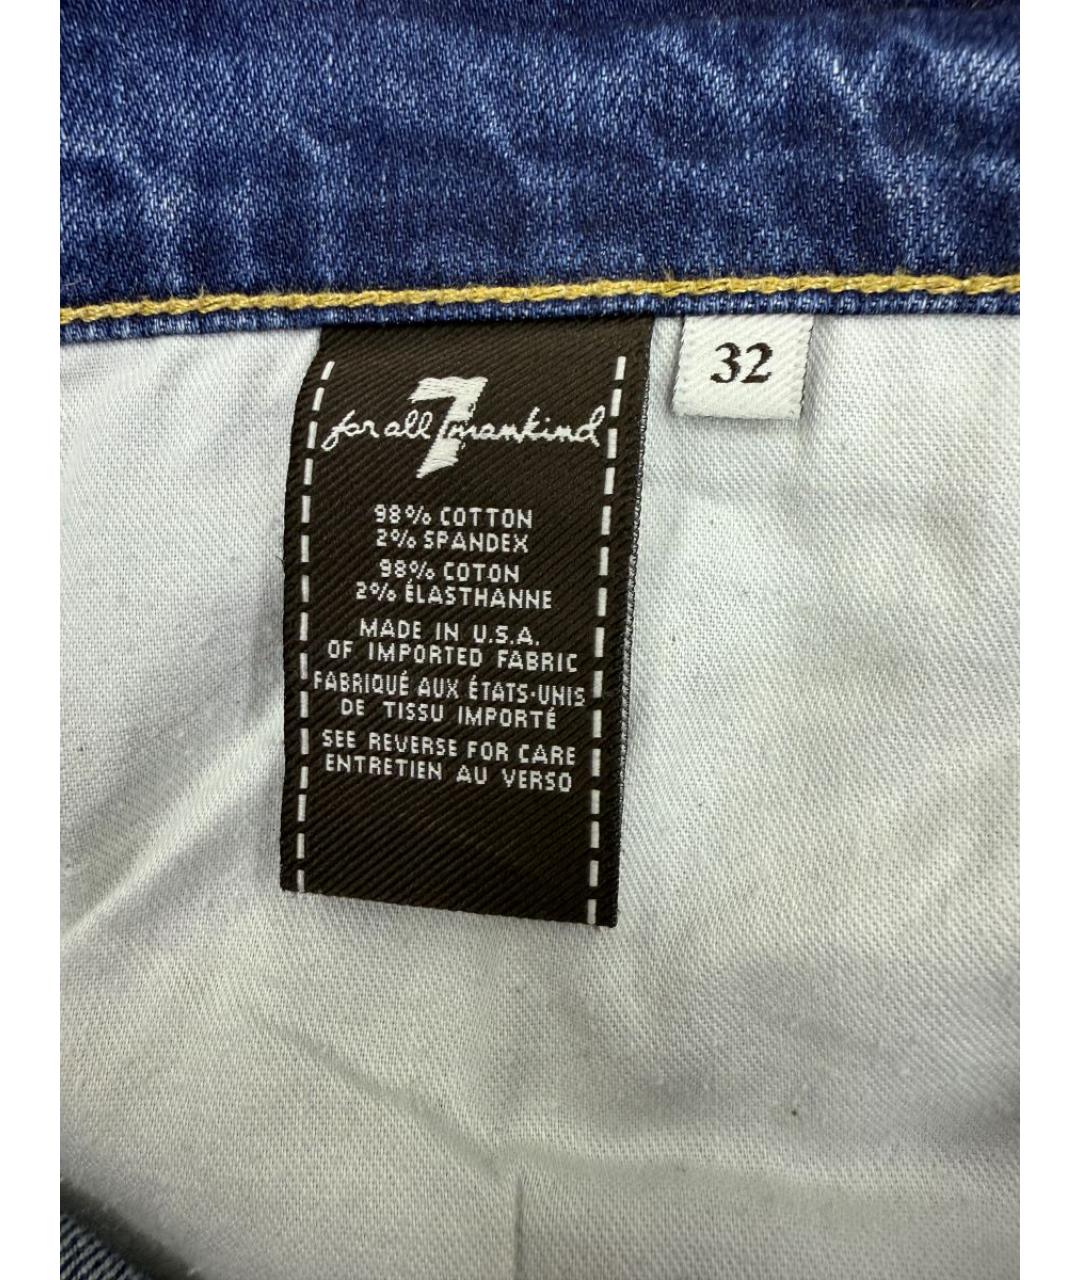 32
for all 7 mankind
98% COTTON
2% SPANDEX
98% COTON
2% ÉLASTHANNE
MADE IN U.S.A.
OF IMPORTED FABRIC
FABRIQUÉ AUX ÉTATS-UNIS
DE TISSU IMPORTÉ
SEE REVERSE FOR CARE
ENTRETIEN AU VERSO